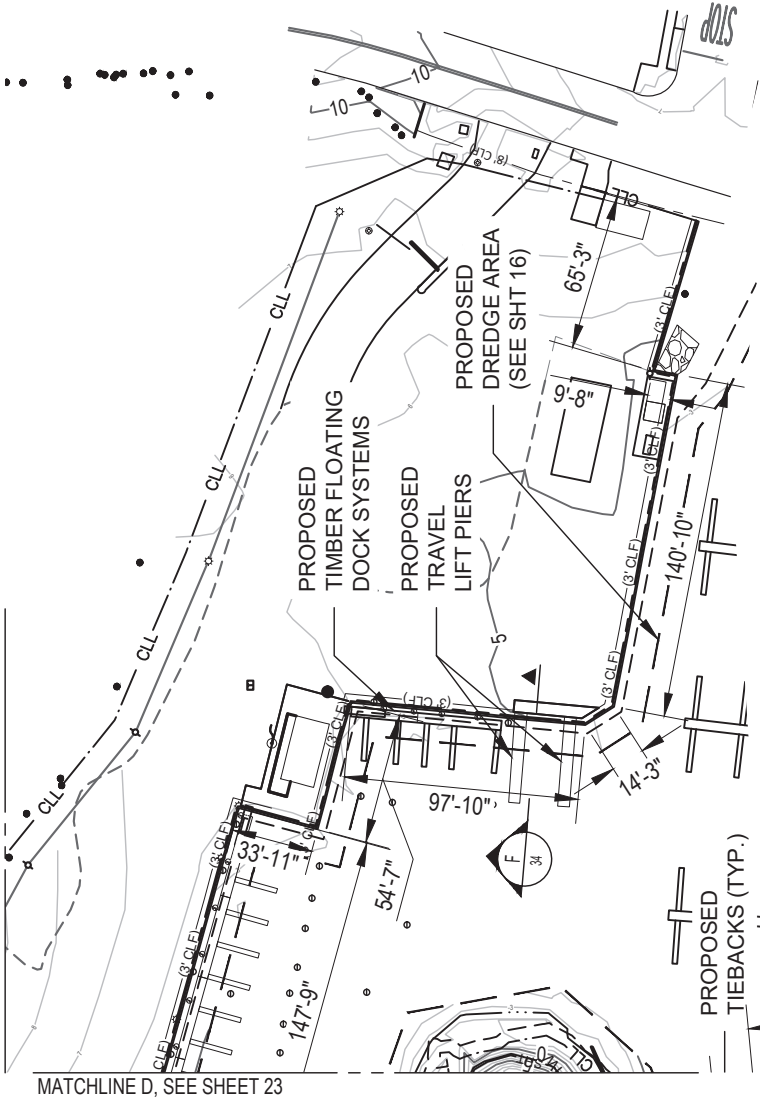 STOP
10
10
(8' CLF)
CLL
65'-3"
PROPOSED
DREDGE AREA
(SEE SHT 16)
9'-8"
(3' CLF)
(3' CLF)
(3' CLF)
(3' CLF)
140'-10"
CLL
CLL
CLL
CLL
PROPOSED
TIMBER FLOATING
DOCK SYSTEMS
PROPOSED
TRAVEL
LIFT PIERS
5
(3' CLF)
(3' CLF)
(3' CLF)
(3' CLF)
97'-10"
14'-3"
33'-11"
54'-7"
F
34
147'-9"
PROPOSED
TIEBACKS (TYP.)
CLL
MATCHLINE D, SEE SHEET 23